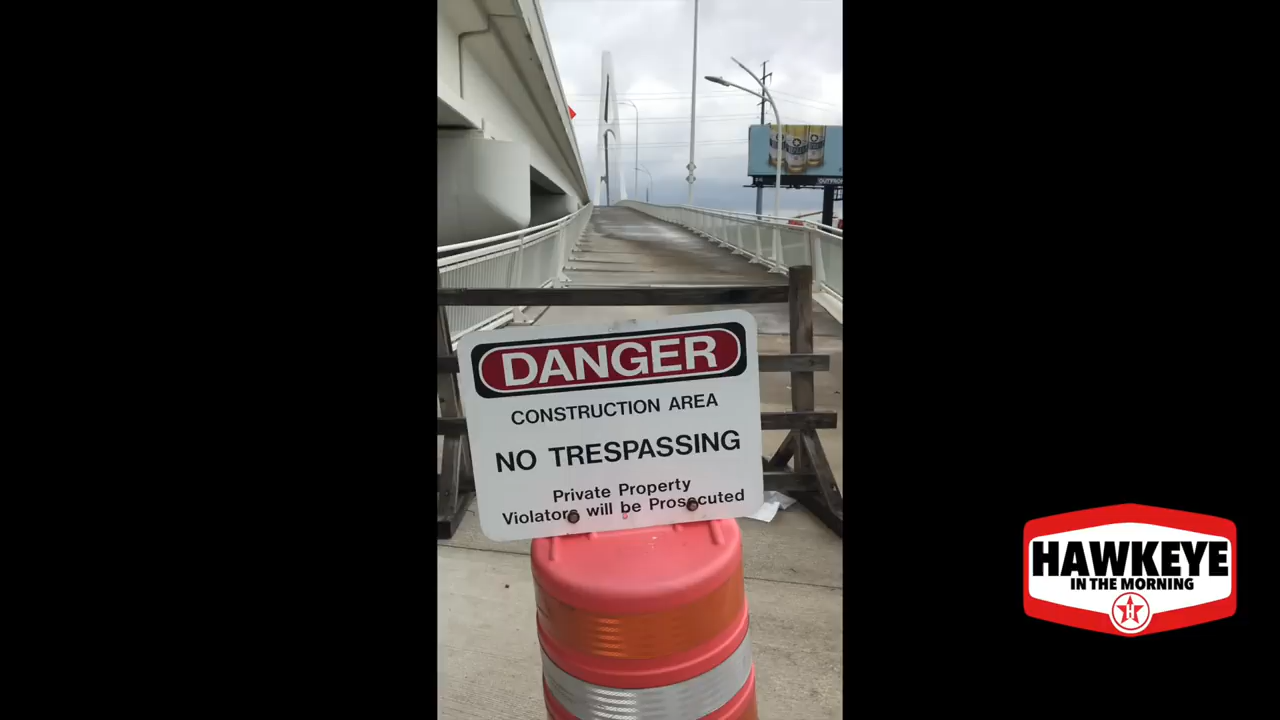 DANGER
CONSTRUCTION AREA
NO TRESPASSING
Private Property
Violators will be Prosecuted
HAWKEYE
IN THE MORNING
H